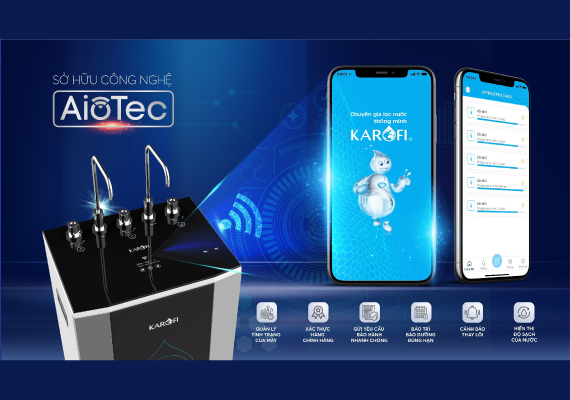 SỞ HỮU CÔNG NGHỆ
AioTec
Chuyên gia lọc nước
thông minh
KAROFI
KAROFI
QUẢN LÝ
TÌNH TRẠNG
CỦA MÁY
XÁC THỰC
HÀNG
CHÍNH HÃNG
GỬI YÊU CẦU
BẢO HÀNH
NHANH CHÓNG
BÁO TRÌ
BẢO DƯỠNG
ĐÚNG HẠN
CẢNH BÁO
THAY LÕI
HIỂN THỊ
ĐỘ SẠCH
CỦA NƯỚC